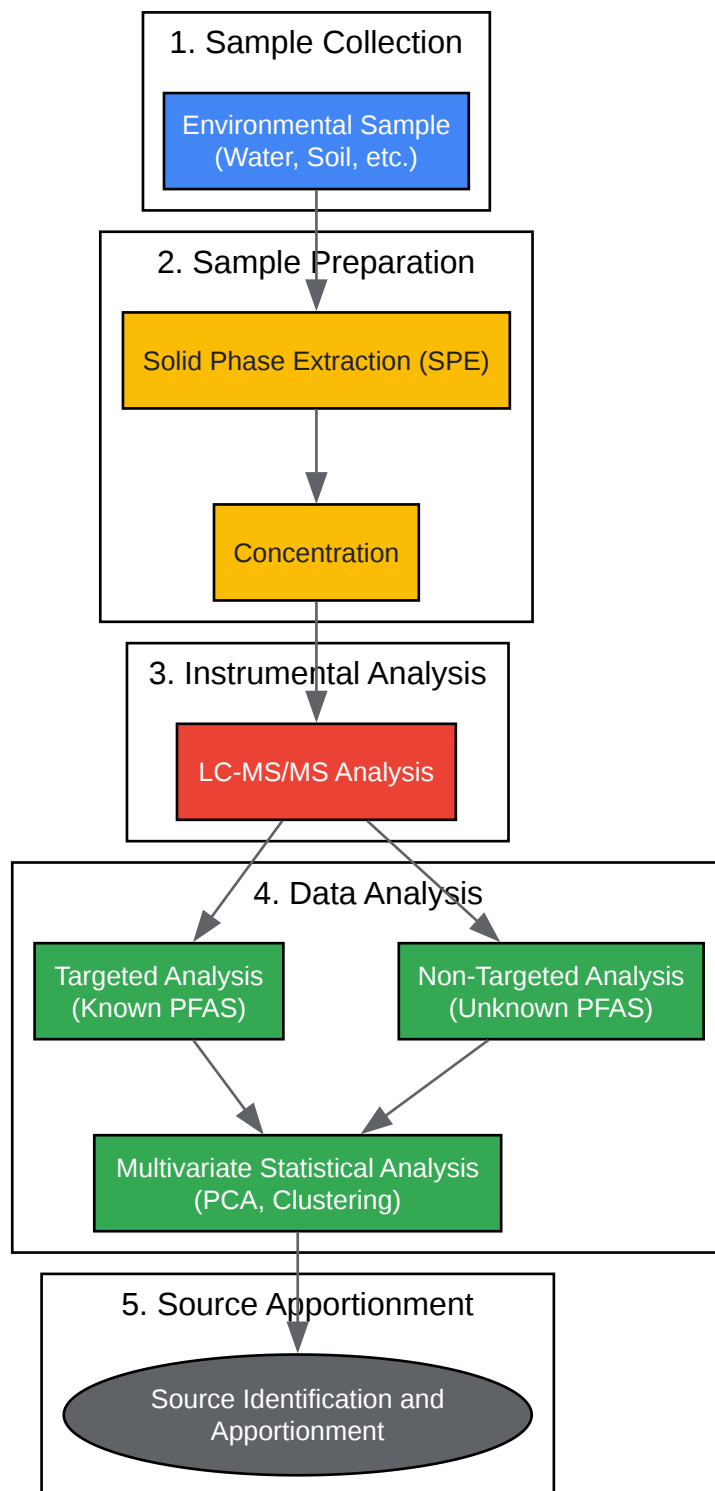 1. Sample Collection
Environmental Sample
(Water, Soil, etc.)
2. Sample Preparation
Solid Phase Extraction (SPE)
Concentration
3. Instrumental Analysis
LC-MS/MS Analysis
4. Data Analysis
Targeted Analysis
(Known PFAS)
Non-Targeted Analysis
(Unknown PFAS)
Multivariate Statistical Analysis
(PCA, Clustering)
5. Source Apportionment
Source Identification and
Apportionment